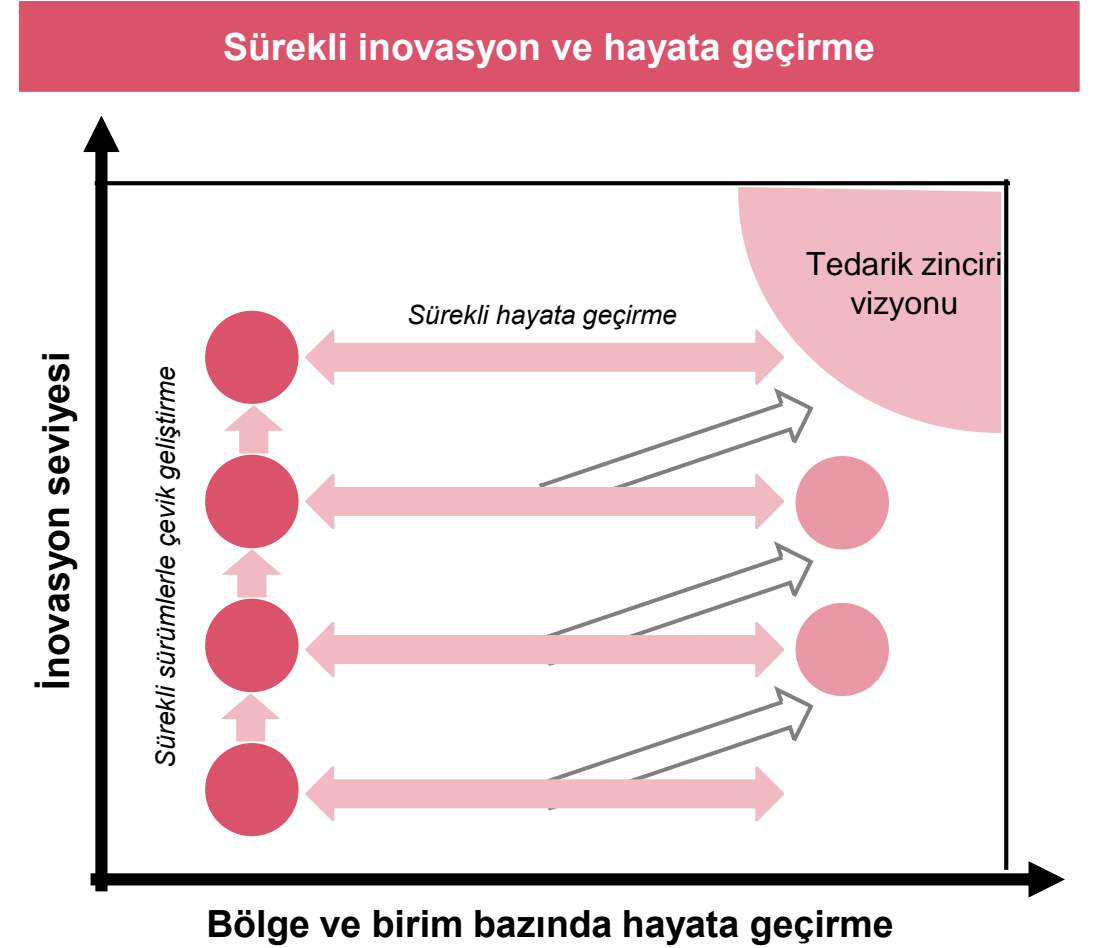 Sürekli inovasyon ve hayata geçirme
Tedarik zinciri
vizyonu
Sürekli hayata geçirme
İnovasyon seviyesi
Sürekli sürümlerle çevik geliştirme
Bölge ve birim bazında hayata geçirme